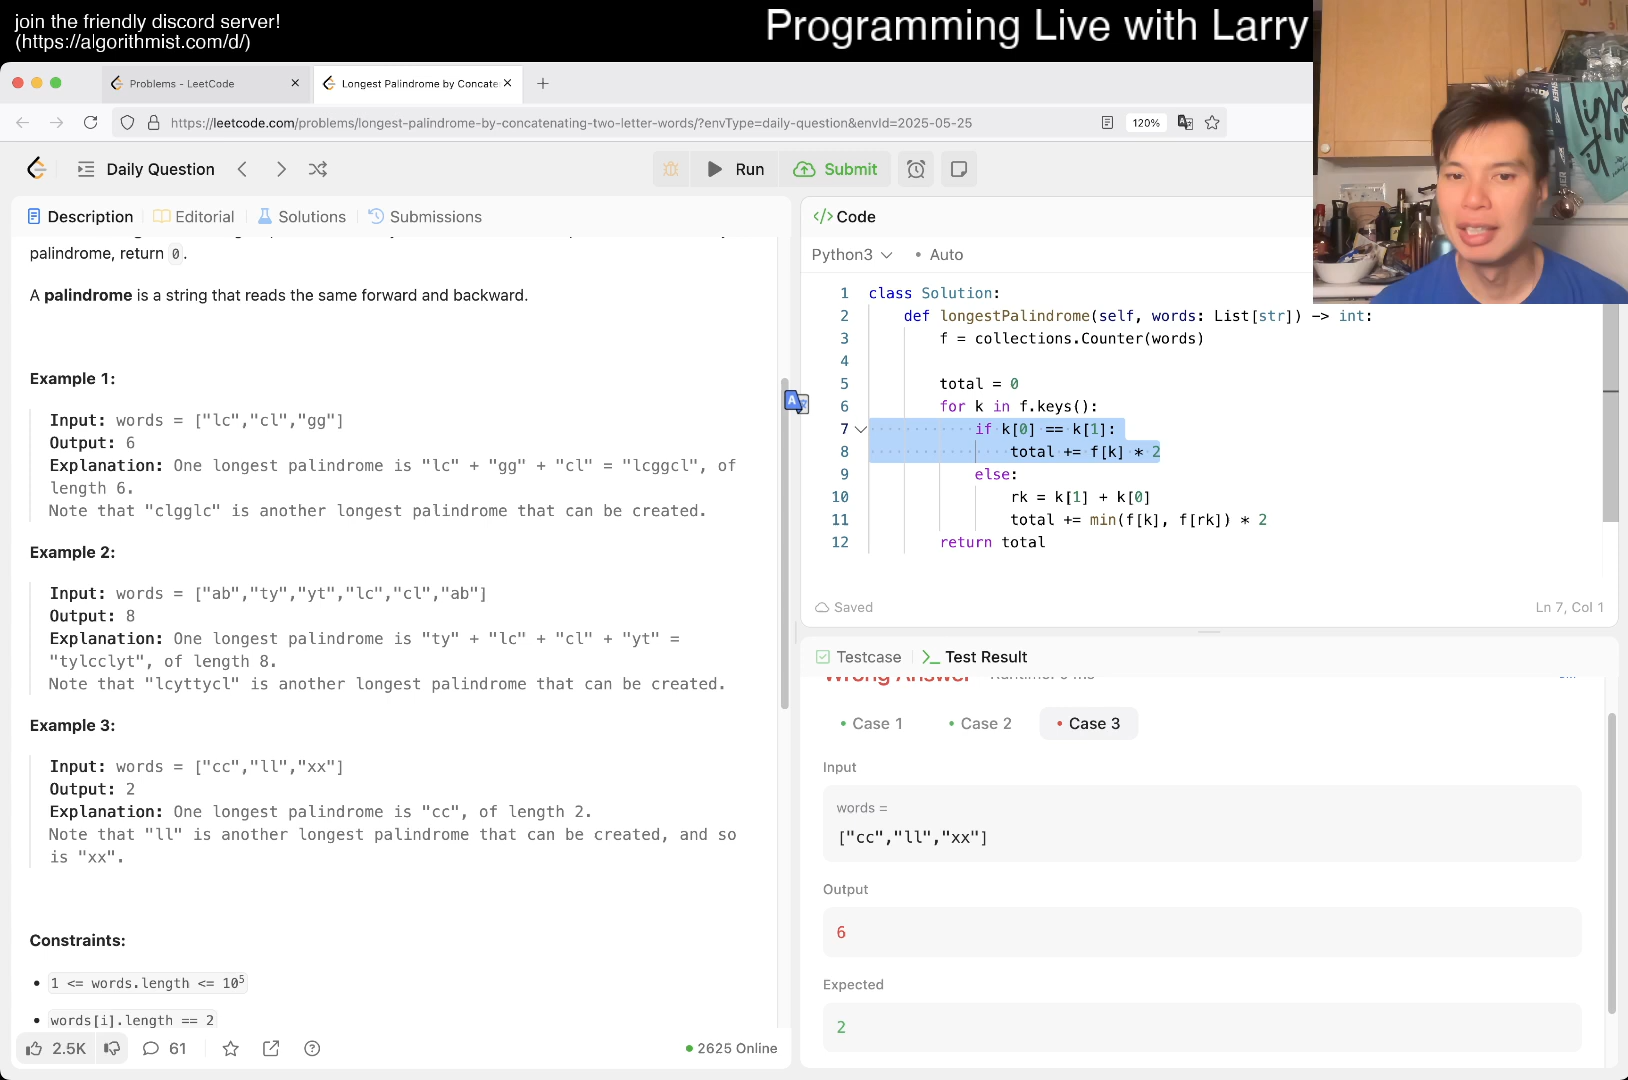 join the friendly discord server!
(https://algorithmist.com/d/)
Programming Live with Larry
Problems - LeetCode
Longest Palindrome by Concate
https://leetcode.com/problems/longest-palindrome-by-concatenating-two-letter-words/?envType=daily-question&envId=2025-05-25
120%
Daily Question
Run
Submit
Description
Editorial
Solutions
Submissions
palindrome, return 0.
A palindrome is a string that reads the same forward and backward.
Example 1:
Input: words = ["lc","cl","gg"]
Output: 6
Explanation: One longest palindrome is "lc" + "gg" + "cl" = "lcggcl", of
length 6.
Note that "clgglc" is another longest palindrome that can be created.
Example 2:
Input: words = ["ab","ty","yt","lc","cl","ab"]
Output: 8
Explanation: One longest palindrome is "ty" + "lc" + "cl" + "yt" =
"tylcclyt", of length 8.
Note that "lcyttycl" is another longest palindrome that can be created.
Example 3:
Input: words = ["cc","ll","xx"]
Output: 2
Explanation: One longest palindrome is "cc", of length 2.
Note that "ll" is another longest palindrome that can be created, and so
is "xx".
Constraints:
• 1 <= words.length <= 10⁵
• words[i].length == 2
2.5K
61
2625 Online
</> Code
Python3 • Auto
1 class Solution:
2 def longestPalindrome(self, words: List[str]) -> int:
3 f = collections.Counter(words)
4
5 total = 0
6 for k in f.keys():
7 if k[0] == k[1]:
8 total += f[k] * 2
9 else:
10 rk = k[1] + k[0]
11 total += min(f[k], f[rk]) * 2
12 return total
Saved
Ln 7, Col 1
Testcase
Test Result
Wrong Answer
Runtime: 0 ms
• Case 1
• Case 2
• Case 3
Input
words =
["cc","ll","xx"]
Output
6
Expected
2